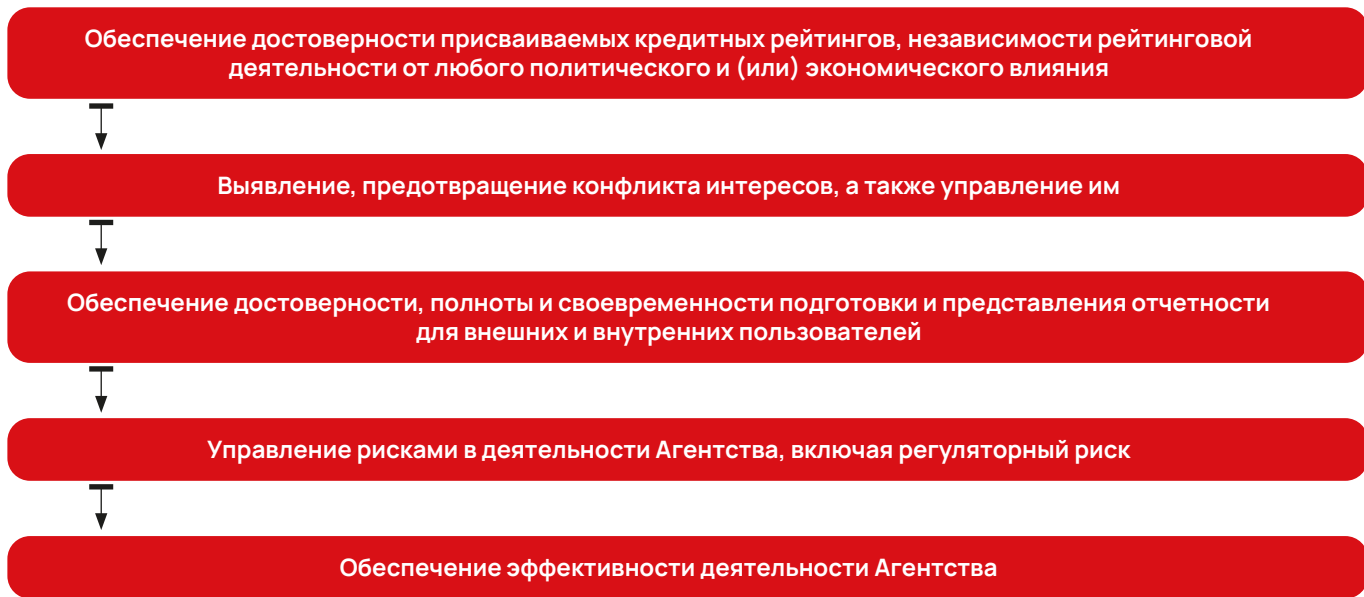 Обеспечение достоверности присваиваемых кредитных рейтингов, независимости рейтинговой
деятельности от любого политического и (или) экономического влияния
Выявление, предотвращение конфликта интересов, а также управление им
Обеспечение достоверности, полноты и своевременности подготовки и представления отчетности
для внешних и внутренних пользователей
Управление рисками в деятельности Агентства, включая регуляторный риск
Обеспечение эффективности деятельности Агентства